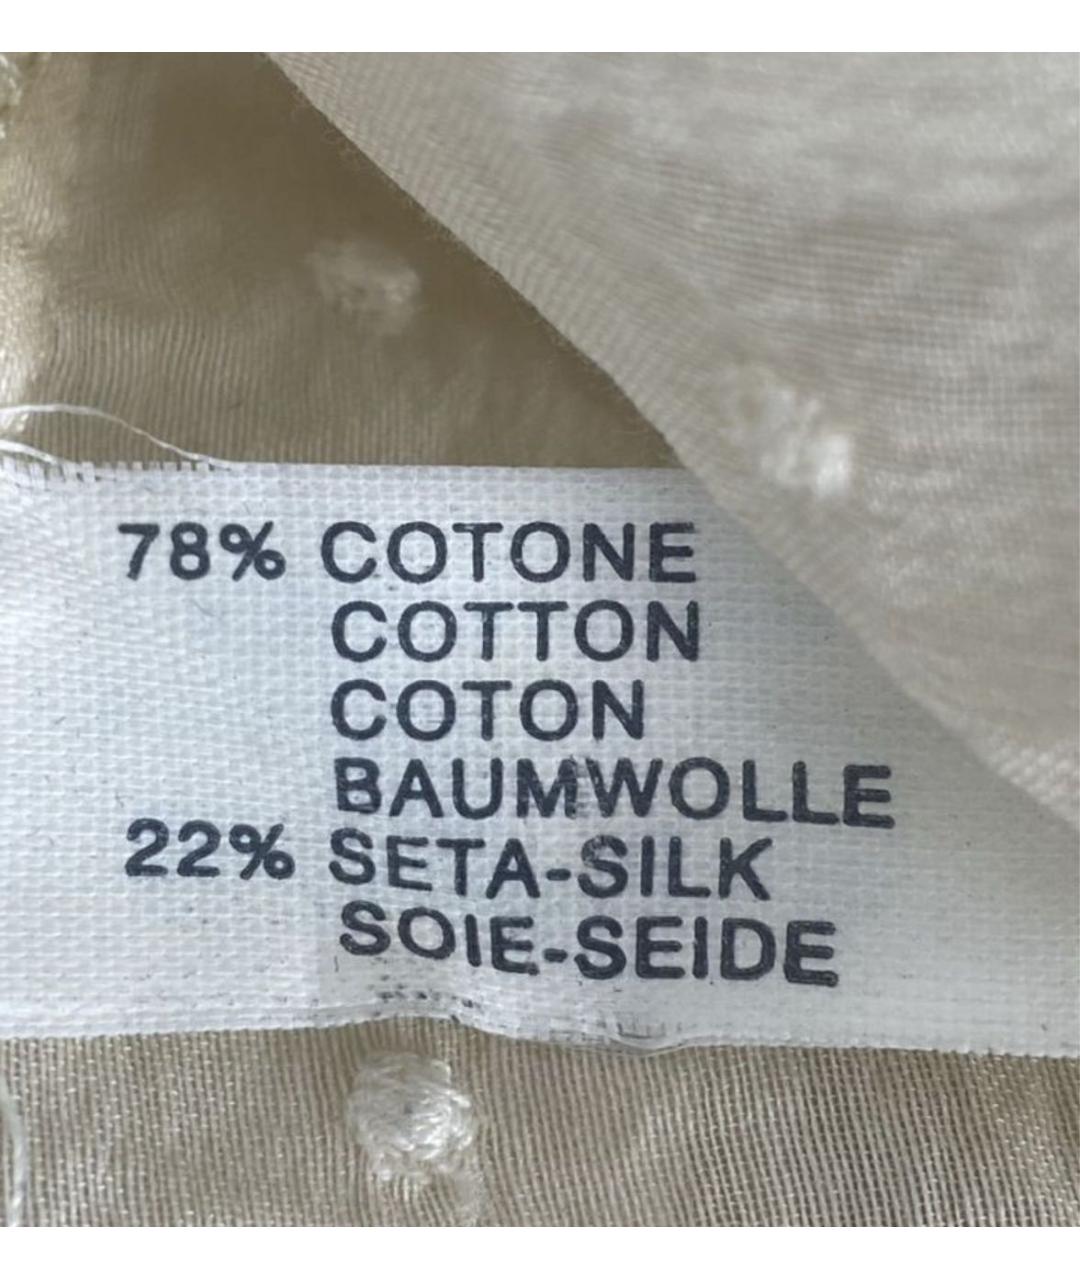 78% COTONE
COTTON
COTON
BAUMWOLLE
22% SETA-SILK
SOIE-SEIDE